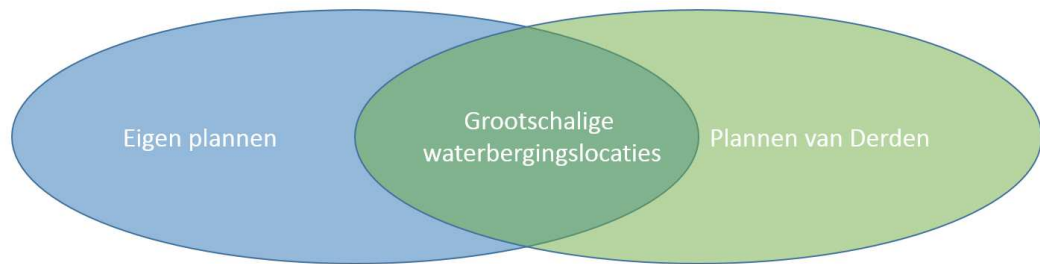 Eigen plannen
Grootschalige
waterbergingslocaties
Plannen van Derden